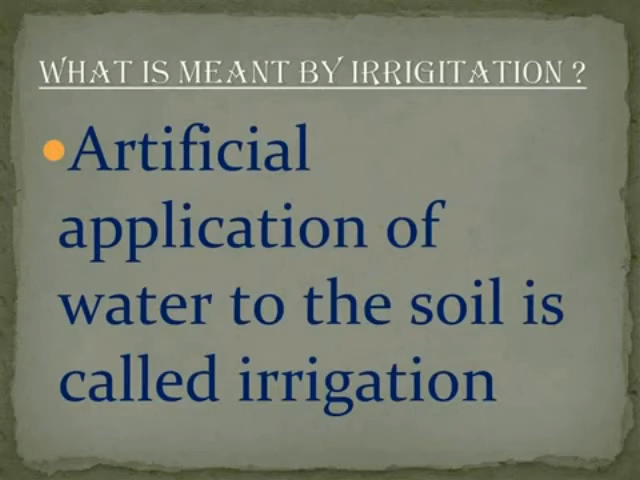 WHAT IS MEANT BY IRRIGITATION ?
Artificial
application of
water to the soil is
called irrigation